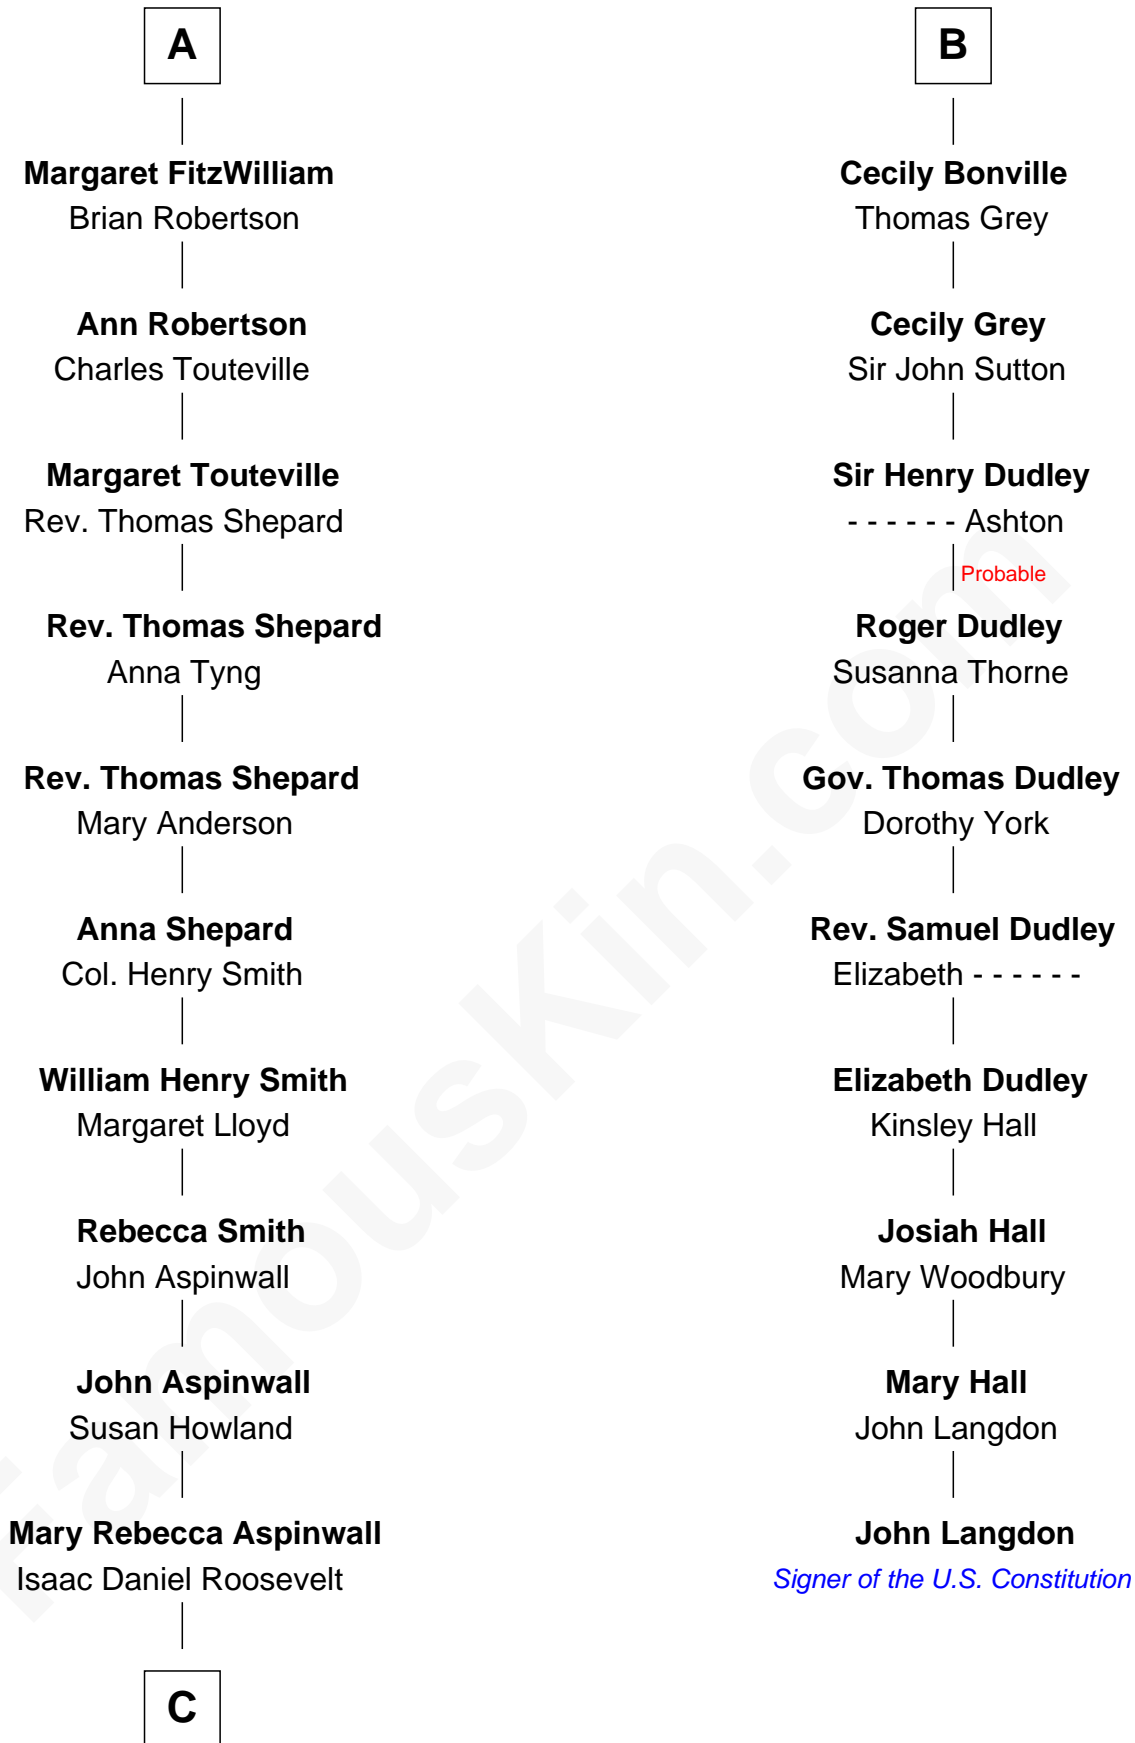 A
Margaret FitzWilliam
Brian Robertson
Ann Robertson
Charles Touteville
Margaret Touteville
Rev. Thomas Shepard
Rev. Thomas Shepard
Anna Tyng
Rev. Thomas Shepard
Mary Anderson
Anna Shepard
Col. Henry Smith
William Henry Smith
Margaret Lloyd
Rebecca Smith
John Aspinwall
John Aspinwall
Susan Howland
Mary Rebecca Aspinwall
Isaac Daniel Roosevelt
C
B
Cecily Bonville
Thomas Grey
Cecily Grey
Sir John Sutton
Sir Henry Dudley
- - - - - - Ashton
Probable
Roger Dudley
Susanna Thorne
Gov. Thomas Dudley
Dorothy York
Rev. Samuel Dudley
Elizabeth - - - - - -
Elizabeth Dudley
Kinsley Hall
Josiah Hall
Mary Woodbury
Mary Hall
John Langdon
John Langdon
Signer of the U.S. Constitution
FamousKin.com